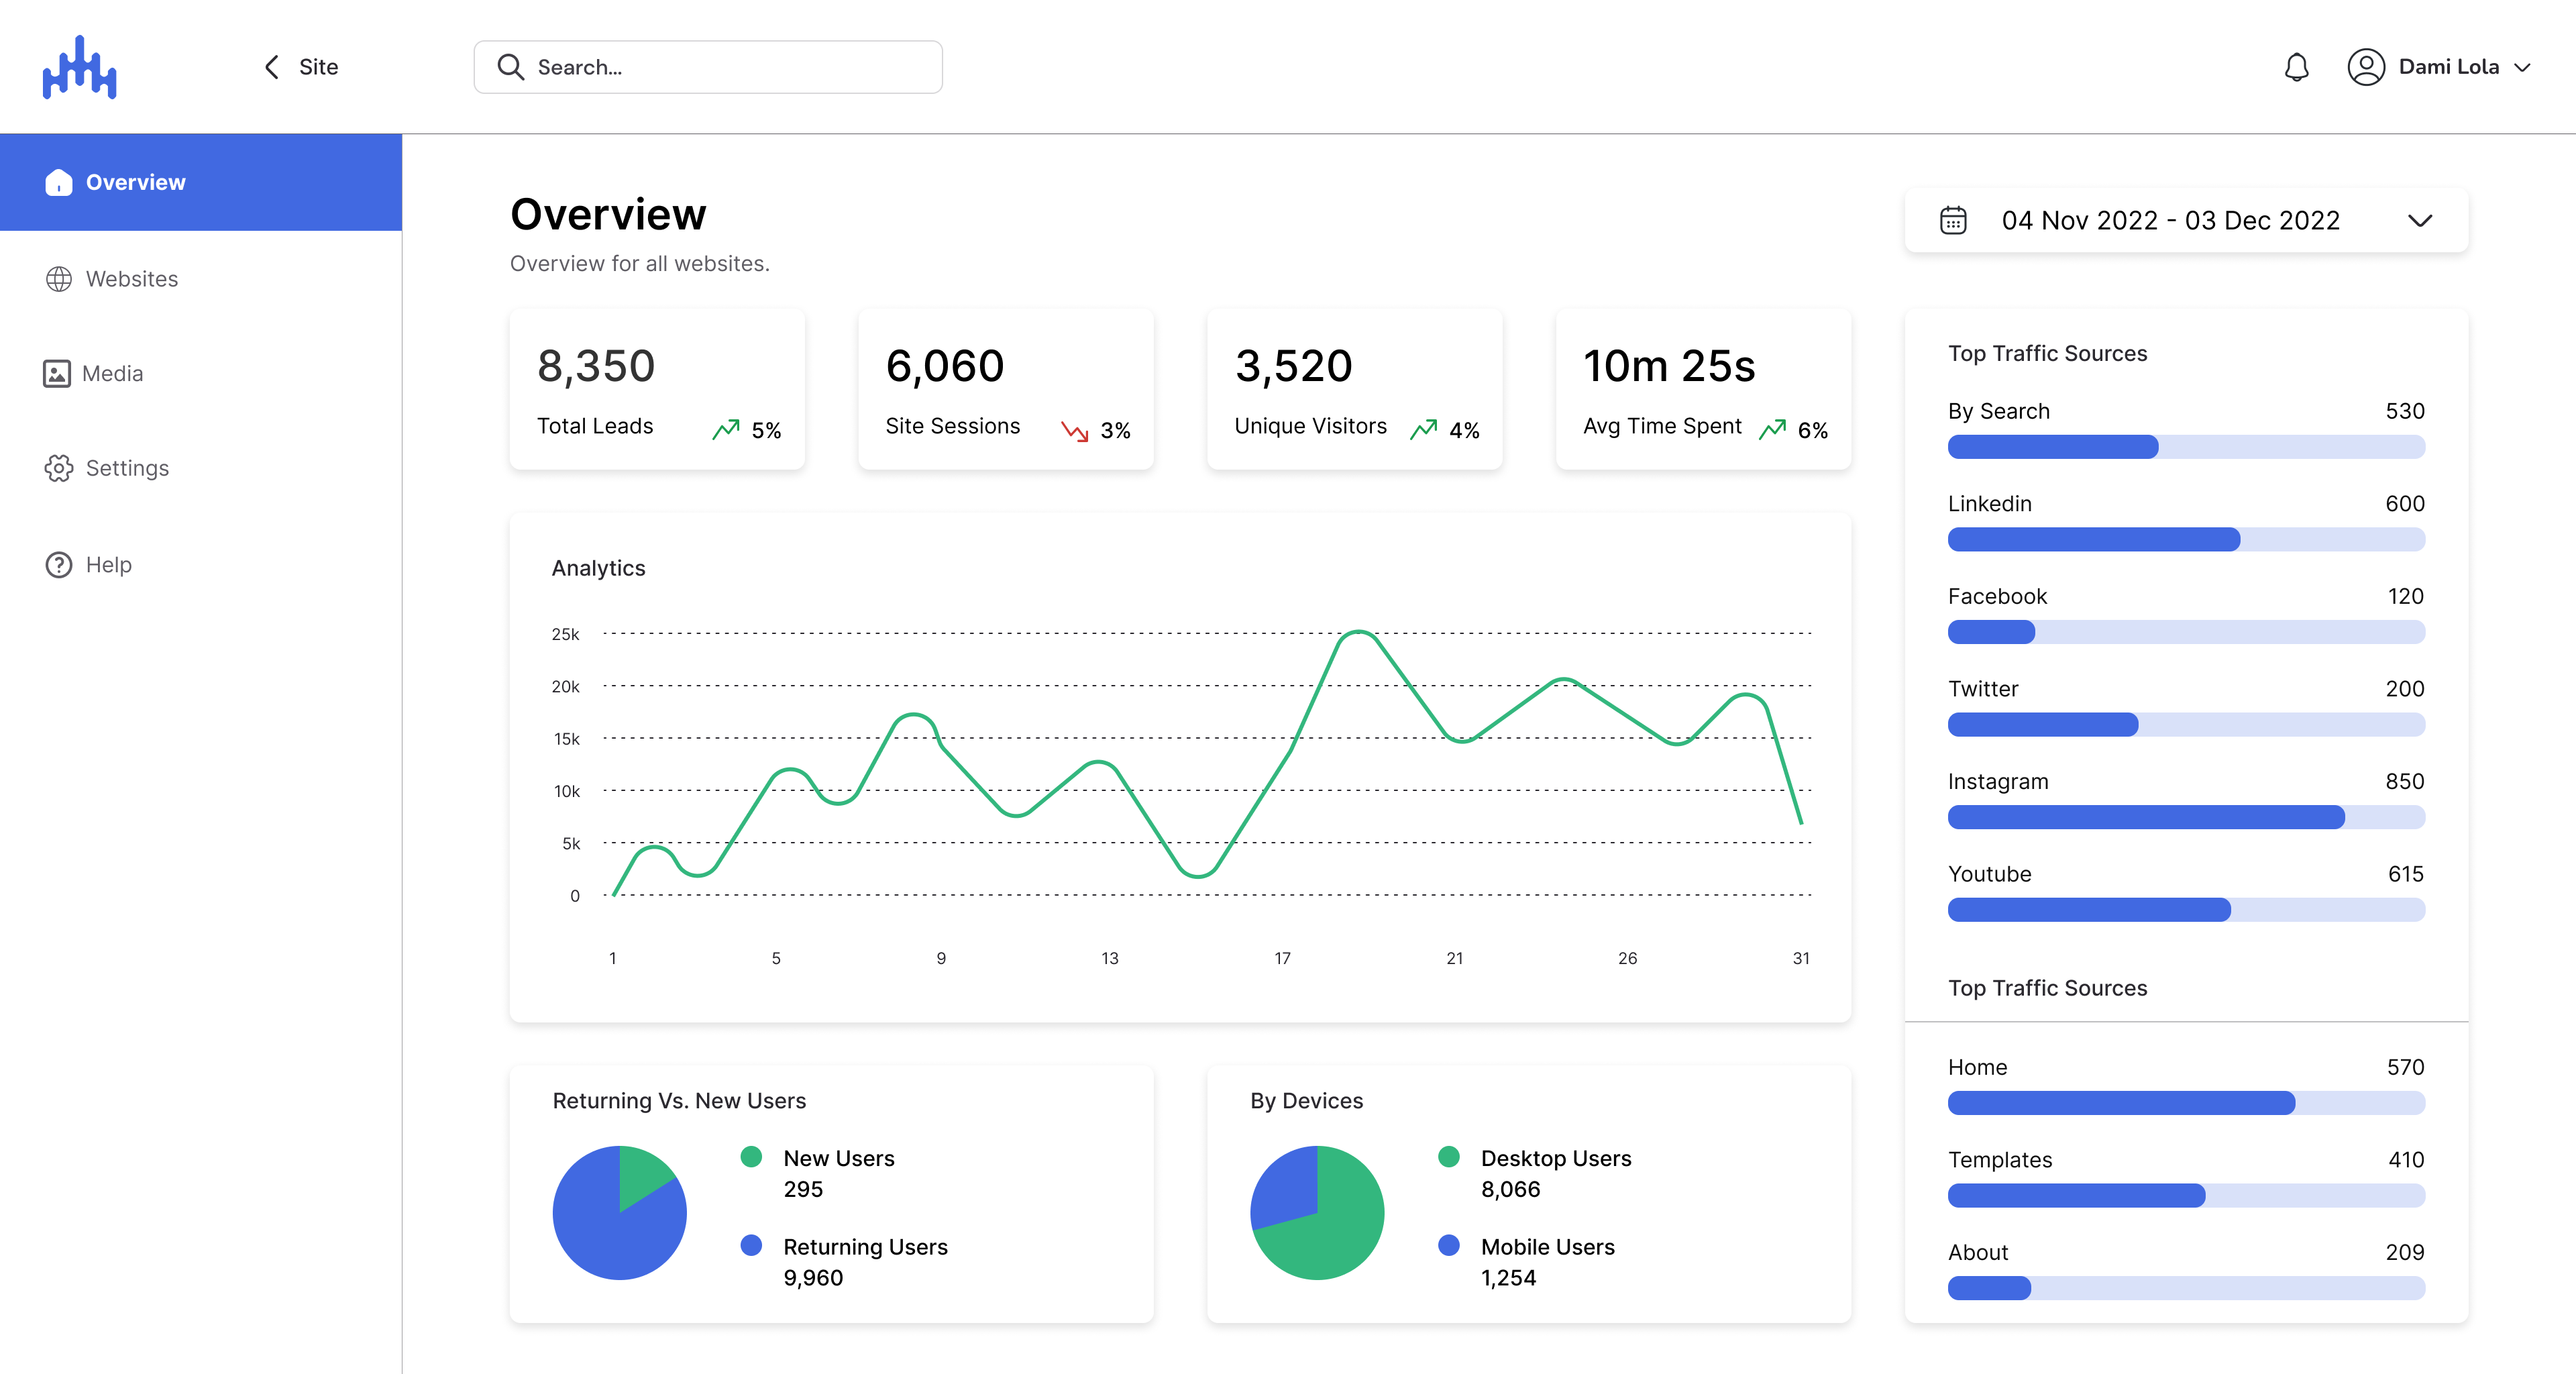 Site
Search...
Dami Lola
Overview
Websites
Media
Settings
Help
Overview
Overview for all websites.
04 Nov 2022 - 03 Dec 2022
8,350
Total Leads 5%
6,060
Site Sessions 3%
3,520
Unique Visitors 4%
10m 25s
Avg Time Spent 6%
Analytics
25k
20k
15k
10k
5k
0
1 5 9 13 17 21 26 31
Returning Vs. New Users
New Users
295
Returning Users
9,960
By Devices
Desktop Users
8,066
Mobile Users
1,254
Top Traffic Sources
By Search 530
Linkedin 600
Facebook 120
Twitter 200
Instagram 850
Youtube 615
Top Traffic Sources
Home 570
Templates 410
About 209